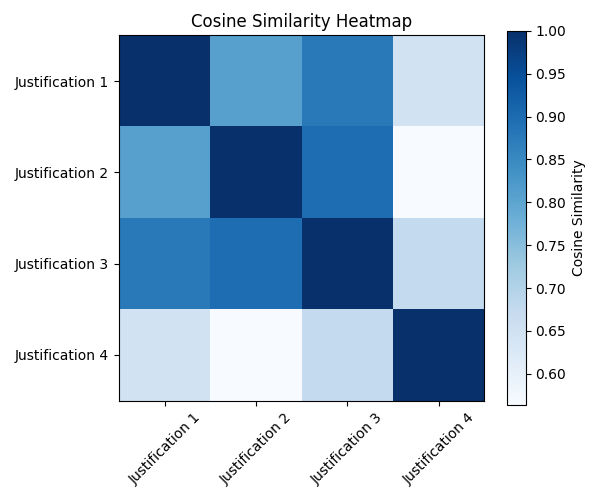 Cosine Similarity Heatmap
Justification 1
Justification 2
Justification 3
Justification 4
Justification 1
Justification 2
Justification 3
Justification 4
1.00
0.95
0.90
0.85
0.80
0.75
0.70
0.65
0.60
Cosine Similarity